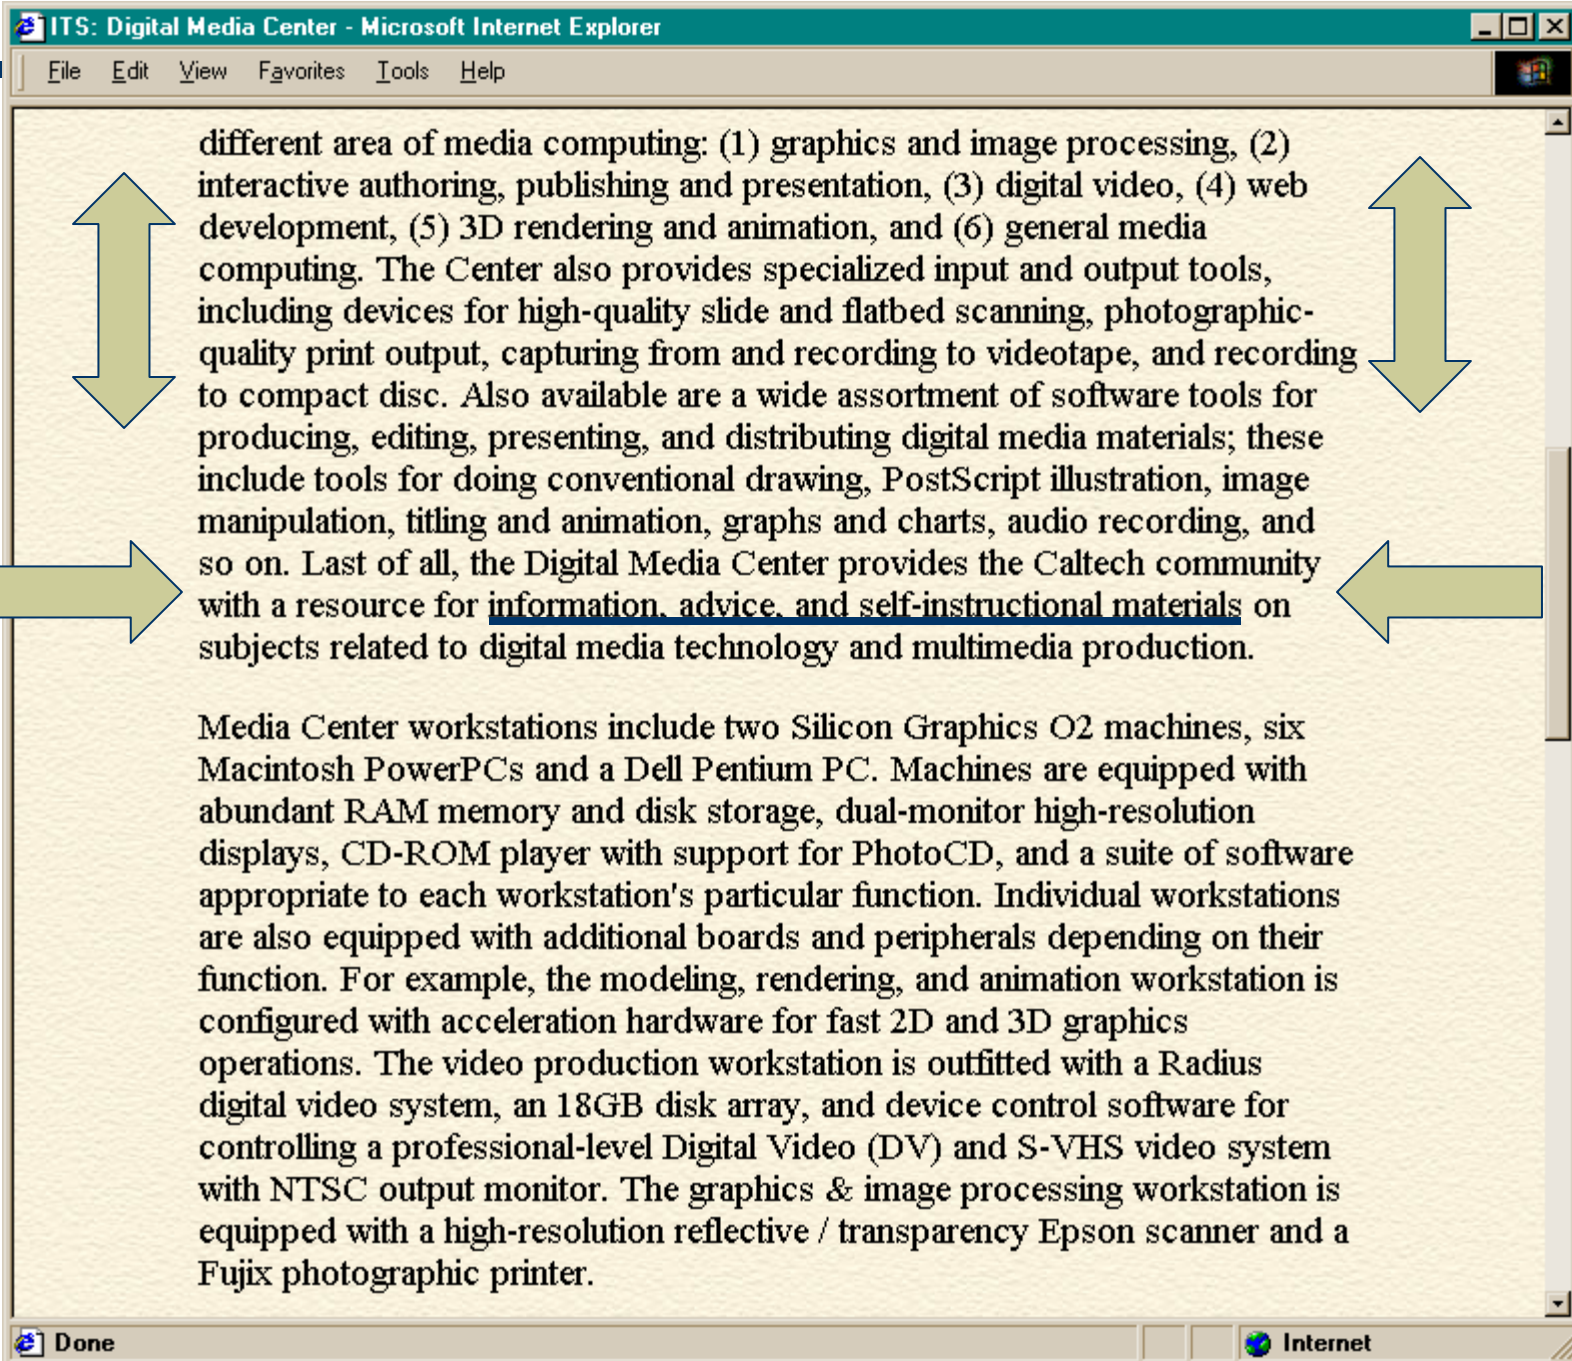 ITS: Digital Media Center - Microsoft Internet Explorer
File Edit View Favorites Tools Help
different area of media computing: (1) graphics and image processing, (2)
interactive authoring, publishing and presentation, (3) digital video, (4) web
development, (5) 3D rendering and animation, and (6) general media
computing. The Center also provides specialized input and output tools,
including devices for high-quality slide and flatbed scanning, photographic-
quality print output, capturing from and recording to videotape, and recording
to compact disc. Also available are a wide assortment of software tools for
producing, editing, presenting, and distributing digital media materials; these
include tools for doing conventional drawing, PostScript illustration, image
manipulation, titling and animation, graphs and charts, audio recording, and
so on. Last of all, the Digital Media Center provides the Caltech community
with a resource for information, advice, and self-instructional materials on
subjects related to digital media technology and multimedia production.
Media Center workstations include two Silicon Graphics O2 machines, six
Macintosh PowerPCs and a Dell Pentium PC. Machines are equipped with
abundant RAM memory and disk storage, dual-monitor high-resolution
displays, CD-ROM player with support for PhotoCD, and a suite of software
appropriate to each workstation's particular function. Individual workstations
are also equipped with additional boards and peripherals depending on their
function. For example, the modeling, rendering, and animation workstation is
configured with acceleration hardware for fast 2D and 3D graphics
operations. The video production workstation is outfitted with a Radius
digital video system, an 18GB disk array, and device control software for
controlling a professional-level Digital Video (DV) and S-VHS video system
with NTSC output monitor. The graphics & image processing workstation is
equipped with a high-resolution reflective / transparency Epson scanner and a
Fujix photographic printer.
Done Internet